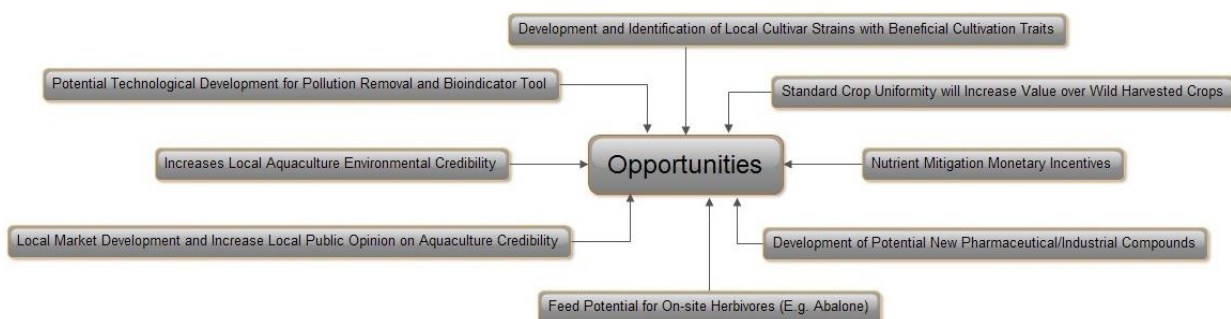 Development and Identification of Local Cultivar Strains with Beneficial Cultivation Traits
Potential Technological Development for Pollution Removal and Bioindicator Tool
Standard Crop Uniformity will Increase Value over Wild Harvested Crops
Increases Local Aquaculture Environmental Credibility
Opportunities
Nutrient Mitigation Monetary Incentives
Local Market Development and Increase Local Public Opinion on Aquaculture Credibility
Development of Potential New Pharmaceutical/Industrial Compounds
Feed Potential for On-site Herbivores (E.g. Abalone)